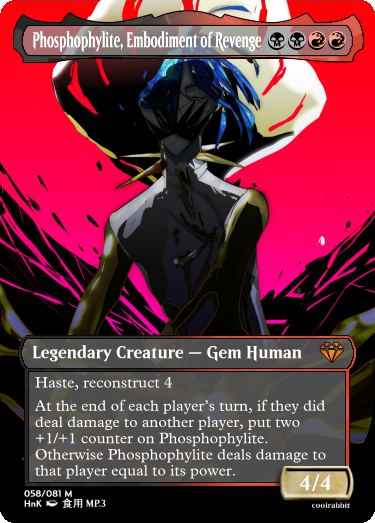 Phosphophylite, Embodiment of Revenge
Legendary Creature — Gem Human
Haste, reconstruct 4
At the end of each player's turn, if they did
deal damage to another player, put two
+1/+1 counter on Phosphophylite.
Otherwise Phosphophylite deals damage to
that player equal to its power.
4/4
058/081 M
HnK 食用 MP.3
coolrabbit